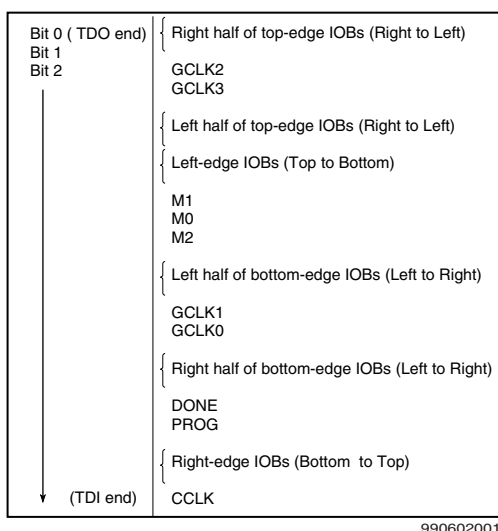 Bit 0 ( TDO end)
Bit 1
Bit 2
Right half of top-edge IOBs (Right to Left)
GCLK2
GCLK3
Left half of top-edge IOBs (Right to Left)
Left-edge IOBs (Top to Bottom)
M1
M0
M2
Left half of bottom-edge IOBs (Left to Right)
GCLK1
GCLK0
Right half of bottom-edge IOBs (Left to Right)
DONE
PROG
Right-edge IOBs (Bottom to Top)
(TDI end)
CCLK
990602001